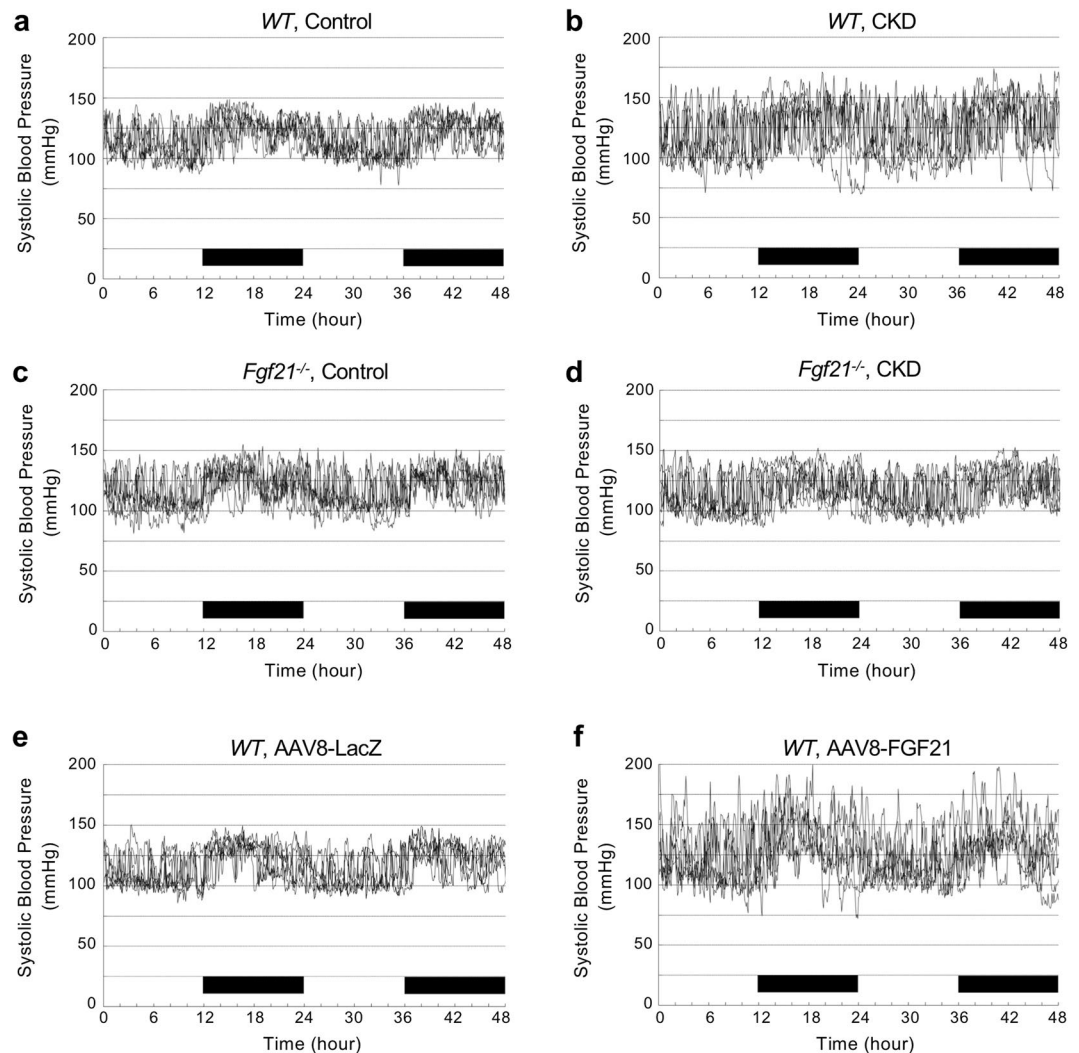 a
WT, Control
Systolic Blood Pressure
(mmHg)
200
150
100
50
0
0 6 12 18 24 30 36 42 48
Time (hour)
b
WT, CKD
Systolic Blood Pressure
(mmHg)
200
150
100
50
0
0 6 12 18 24 30 36 42 48
Time (hour)
c
Fgf21-/-, Control
Systolic Blood Pressure
(mmHg)
200
150
100
50
0
0 6 12 18 24 30 36 42 48
Time (hour)
d
Fgf21-/-, CKD
Systolic Blood Pressure
(mmHg)
200
150
100
50
0
0 6 12 18 24 30 36 42 48
Time (hour)
e
WT, AAV8-LacZ
Systolic Blood Pressure
(mmHg)
200
150
100
50
0
0 6 12 18 24 30 36 42 48
Time (hour)
f
WT, AAV8-FGF21
Systolic Blood Pressure
(mmHg)
200
150
100
50
0
0 6 12 18 24 30 36 42 48
Time (hour)